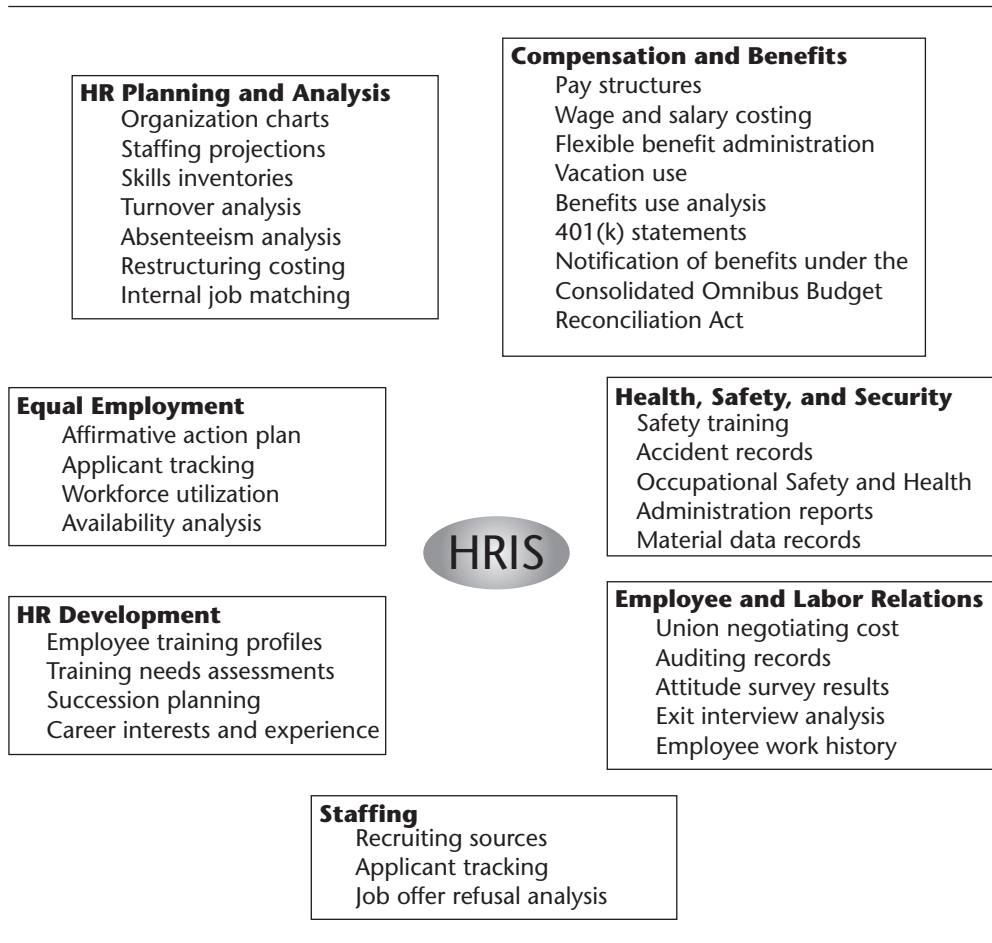 HR Planning and Analysis
Organization charts
Staffing projections
Skills inventories
Turnover analysis
Absenteeism analysis
Restructuring costing
Internal job matching
Compensation and Benefits
Pay structures
Wage and salary costing
Flexible benefit administration
Vacation use
Benefits use analysis
401(k) statements
Notification of benefits under the
Consolidated Omnibus Budget
Reconciliation Act
Equal Employment
Affirmative action plan
Applicant tracking
Workforce utilization
Availability analysis
Health, Safety, and Security
Safety training
Accident records
Occupational Safety and Health
Administration reports
Material data records
HRIS
HR Development
Employee training profiles
Training needs assessments
Succession planning
Career interests and experience
Employee and Labor Relations
Union negotiating cost
Auditing records
Attitude survey results
Exit interview analysis
Employee work history
Staffing
Recruiting sources
Applicant tracking
Job offer refusal analysis